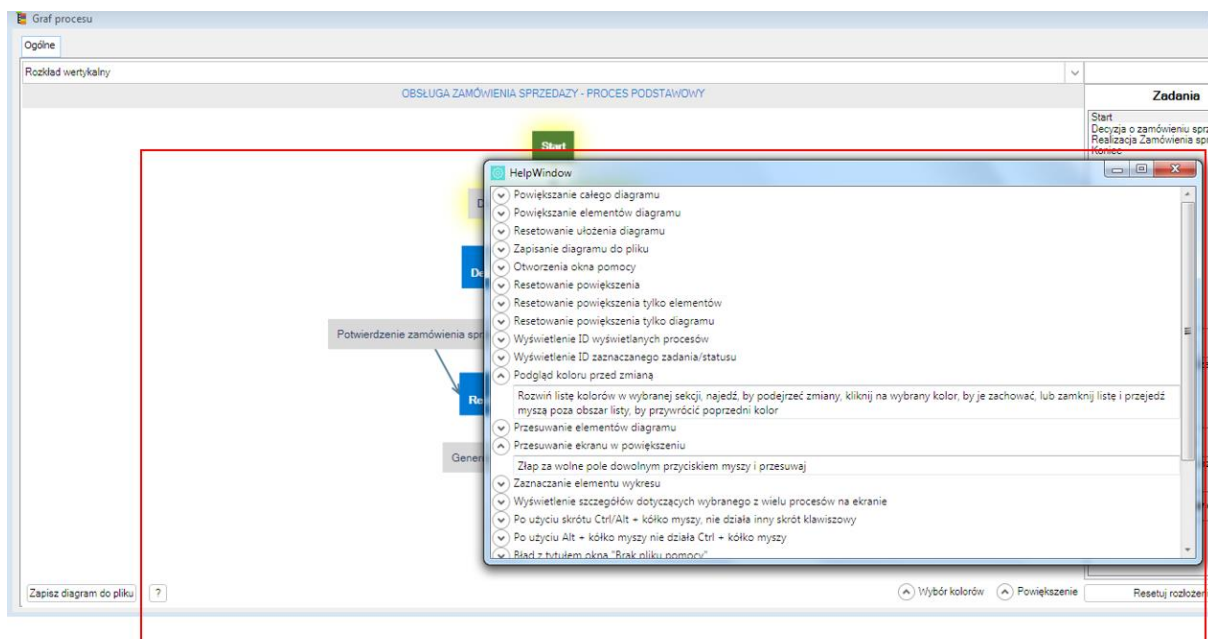 Graf procesu
Ogólne
Rozkład wertykalny
OBSŁUGA ZAMÓWIENIA SPRZEDAZY - PROCES PODSTAWOWY
Zadania
Start
Decyzja o zamówieniu
Realizacja Zamówienia
Koniec
Start
Potwierdzenie zamówienia
HelpWindow
Powiększanie całego diagramu
Powiększanie elementów diagramu
Resetowanie ułożenia diagramu
Zapisanie diagramu do pliku
Otworzenia okna pomocy
Resetowanie powiększenia
Resetowanie powiększenia tylko elementów
Resetowanie powiększenia tylko diagramu
Wyświetlenie ID wyświetlanych procesów
Wyświetlenie ID zaznaczanego zadania/statusu
Podgląd koloru przed zmianą
Rozwiń listę kolorów w wybranej sekcji, najedź, by podejrzeć zmiany, kliknij na wybrany kolor, by je zachować, lub zamknij listę i przejedź
myszą poza obszar listy, by przywrócić poprzedni kolor
Przesuwanie elementów diagramu
Przesuwanie ekranu w powiększeniu
Złap za wolne pole dowolnym przyciskiem myszy i przesuwaj
Zaznaczanie elementu wykresu
Wyświetlenie szczegółów dotyczących wybranego z wielu procesów na ekranie
Po użyciu skrótu Ctrl/Alt + kółko myszy, nie działa inny skrót klawiszowy
Po użyciu Alt + kółko myszy nie działa Ctrl + kółko myszy
Bład z tytułem okna "Brak pliku pomocy"
Zapisz diagram do pliku
?
Wybór kolorów
Powiększenie
Resetuj